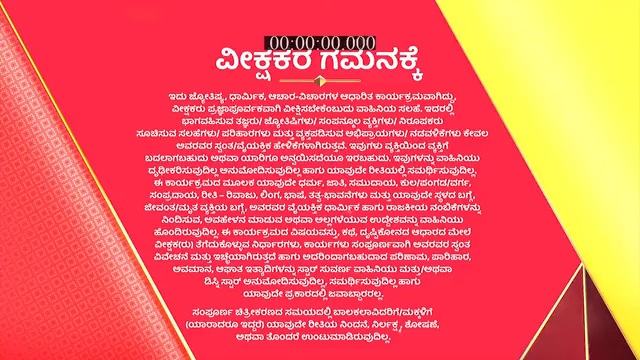 00:00:00.000
ವೀಕ್ಷಕರ ಗಮನಕ್ಕೆ
ಇದು ಜ್ಯೋತಿಷ್ಯ, ಧಾರ್ಮಿಕ, ಆಚಾರ-ವಿಚಾರಗಳ ಆಧಾರಿತ ಕಾರ್ಯಕ್ರಮವಾಗಿದ್ದು,
ವೀಕ್ಷಕರು ಪ್ರಜ್ಞಾಪೂರ್ವಕವಾಗಿ ವೀಕ್ಷಿಸಬೇಕೆಂಬುದು ವಾಹಿನಿಯ ಸಲಹೆ. ಇದರಲ್ಲಿ
ಭಾಗವಹಿಸುವ ತಜ್ಞರು/ ಜ್ಯೋತಿಷಿಗಳು/ ಸಂಪನ್ಮೂಲ ವ್ಯಕ್ತಿಗಳು/ ನಿರೂಪಕರು
ಸೂಚಿಸುವ ಸಲಹೆಗಳು/ ಪರಿಹಾರಗಳು ಮತ್ತು ವ್ಯಕ್ತಪಡಿಸುವ ಅಭಿಪ್ರಾಯಗಳು/ ನಡವಳಿಕೆಗಳು ಕೇವಲ
ಅವರವರ ಸ್ವಂತ/ವೈಯಕ್ತಿಕ ಹೇಳಿಕೆಗಳಾಗಿರುತ್ತವೆ. ಇವುಗಳು ವ್ಯಕ್ತಿಯಿಂದ ವ್ಯಕ್ತಿಗೆ
ಬದಲಾಗಬಹುದು ಅಥವಾ ಯಾರಿಗೂ ಅನ್ವಯಿಸದೆಯೂ ಇರಬಹುದು. ಇವುಗಳನ್ನು ವಾಹಿನಿಯು
ದೃಢೀಕರಿಸುವುದಿಲ್ಲ ಅನುಮೋದಿಸುವುದಿಲ್ಲ ಹಾಗು ಯಾವುದೇ ರೀತಿಯಲ್ಲಿ ಸಮರ್ಥಿಸುವುದಿಲ್ಲ.
ಈ ಕಾರ್ಯಕ್ರಮದ ಮೂಲಕ ಯಾವುದೇ ಧರ್ಮ, ಜಾತಿ, ಸಮುದಾಯ, ಕುಲ/ಪಂಗಡ/ವರ್ಗ,
ಸಂಪ್ರದಾಯ, ರೀತಿ – ರಿವಾಜು, ಲಿಂಗ, ಭಾಷೆ, ತತ್ವ-ಭಾವನೆಗಳು ಮತ್ತು ಯಾವುದೇ ಸ್ಥಳದ ಬಗ್ಗೆ,
ಜೀವಂತ/ಮೃತ ವ್ಯಕ್ತಿಯ ಬಗ್ಗೆ, ಅವರವರ ವೈಯಕ್ತಿಕ ಧಾರ್ಮಿಕ ಹಾಗು ರಾಜಕೀಯ ನಂಬಿಕೆಗಳನ್ನು
ನಿಂದಿಸುವ, ಅವಹೇಳನ ಮಾಡುವ ಅಥವಾ ಅಲ್ಲಗಳೆಯುವ ಉದ್ದೇಶವನ್ನು ವಾಹಿನಿಯು
ಹೊಂದಿರುವುದಿಲ್ಲ. ಈ ಕಾರ್ಯಕ್ರಮದ ವಿಷಯವಸ್ತು, ಕಥೆ, ದೃಷ್ಟಿಕೋನದ ಆಧಾರದ ಮೇಲೆ
ವೀಕ್ಷಕ(ರು) ತೆಗೆದುಕೊಳ್ಳುವ ನಿರ್ಧಾರಗಳು, ಕಾರ್ಯಗಳು ಸಂಪೂರ್ಣವಾಗಿ ಅವರವರ ಸ್ವಂತ
ವಿವೇಚನೆ ಮತ್ತು ಇಚ್ಛೆಯಾಗಿರುತ್ತದೆ ಹಾಗು ಅದರಿಂದಾಗಬಹುದಾದ ಪರಿಣಾಮ, ಪಾರಿಹಾರ,
ಅವಮಾನ, ಆಘಾತ ಇತ್ಯಾದಿಗಳನ್ನು ಸ್ಟಾರ್ ಸುವರ್ಣ ವಾಹಿನಿಯು ಮತ್ತು/ಅಥವಾ
ಡಿಸ್ನಿ ಸ್ಟಾರ್ ಅನುಮೋದಿಸುವುದಿಲ್ಲ, ಸಮರ್ಥಿಸುವುದಿಲ್ಲ ಹಾಗು
ಯಾವುದೇ ಪ್ರಕಾರದಲ್ಲಿ ಜವಾಬ್ದಾರರಲ್ಲ.
ಸಂಪೂರ್ಣ ಚಿತ್ರೀಕರಣದ ಸಮಯದಲ್ಲಿ ಬಾಲಕಲಾವಿದರಿಗೆ/ಮಕ್ಕಳಿಗೆ
(ಯಾರಾದರೂ ಇದ್ದರೆ) ಯಾವುದೇ ರೀತಿಯ ನಿಂದನೆ, ನಿರ್ಲಕ್ಷ್ಯ, ಶೋಷಣೆ,
ಅಥವಾ ತೊಂದರೆ ಉಂಟುಮಾಡಿರುವುದಿಲ್ಲ.